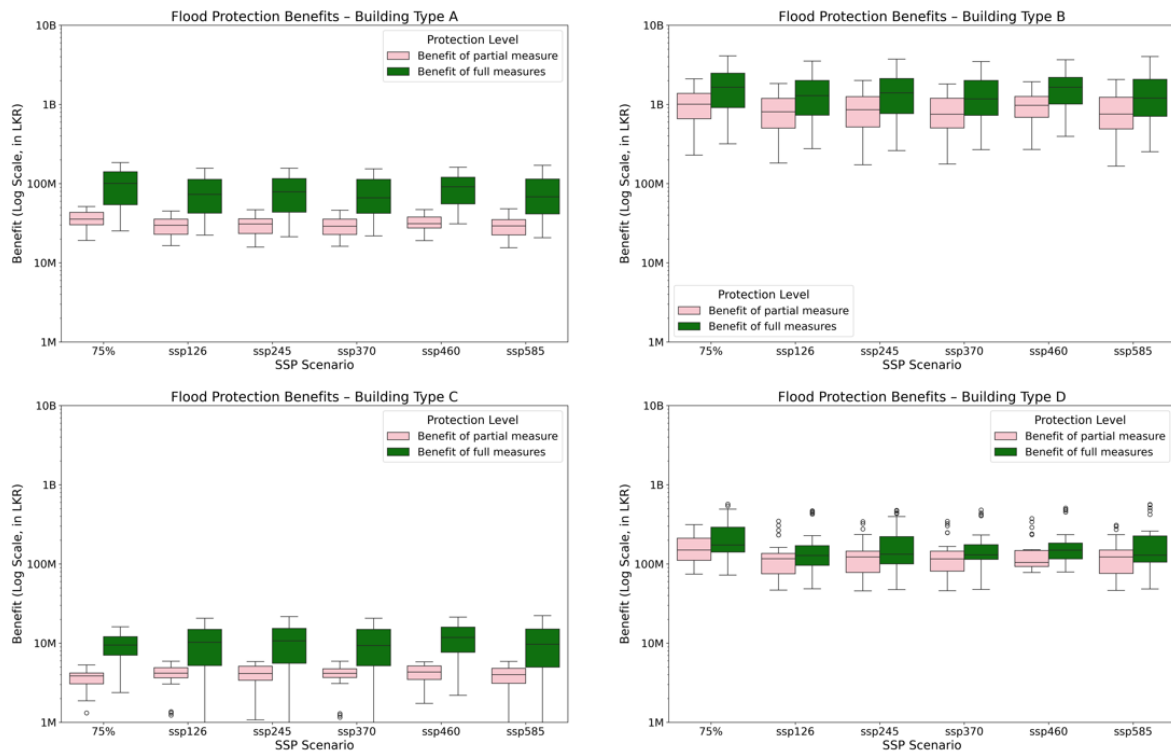 Flood Protection Benefits – Building Type A
10B
1B
100M
10M
1M
Benefit (Log Scale, in LKR)
Protection Level
Benefit of partial measure
Benefit of full measures
75%
ssp126
ssp245
ssp370
ssp460
ssp585
SSP Scenario
Flood Protection Benefits – Building Type B
10B
1B
100M
10M
1M
Benefit (Log Scale, in LKR)
Protection Level
Benefit of partial measure
Benefit of full measures
75%
ssp126
ssp245
ssp370
ssp460
ssp585
SSP Scenario
Flood Protection Benefits – Building Type C
10B
1B
100M
10M
1M
Benefit (Log Scale, in LKR)
Protection Level
Benefit of partial measure
Benefit of full measures
75%
ssp126
ssp245
ssp370
ssp460
ssp585
SSP Scenario
Flood Protection Benefits – Building Type D
10B
1B
100M
10M
1M
Benefit (Log Scale, in LKR)
Protection Level
Benefit of partial measure
Benefit of full measures
75%
ssp126
ssp245
ssp370
ssp460
ssp585
SSP Scenario